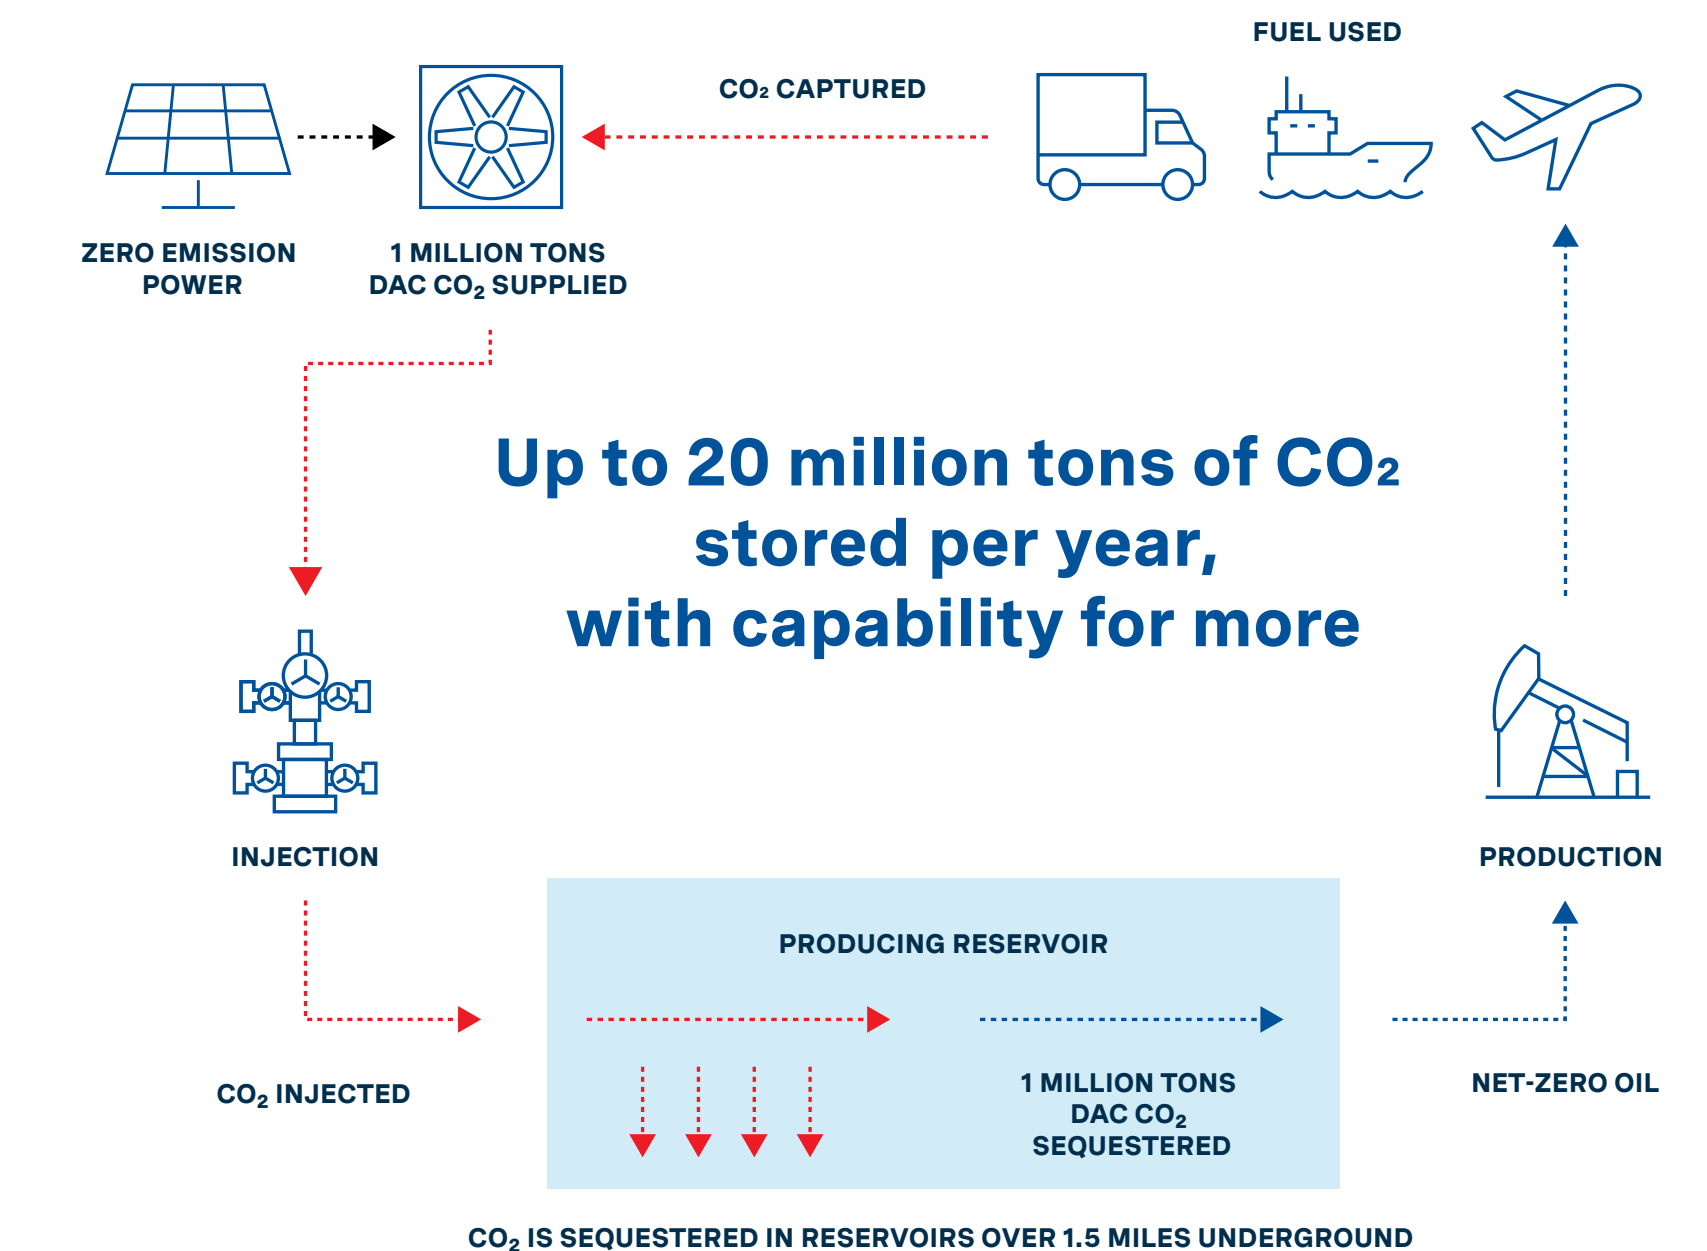 FUEL USED
CO₂ CAPTURED
ZERO EMISSION
POWER
1 MILLION TONS
DAC CO₂ SUPPLIED
Up to 20 million tons of CO₂
stored per year,
with capability for more
INJECTION
PRODUCTION
PRODUCING RESERVOIR
CO₂ INJECTED
1 MILLION TONS
DAC CO₂
SEQUESTERED
NET-ZERO OIL
CO₂ IS SEQUESTERED IN RESERVOIRS OVER 1.5 MILES UNDERGROUND